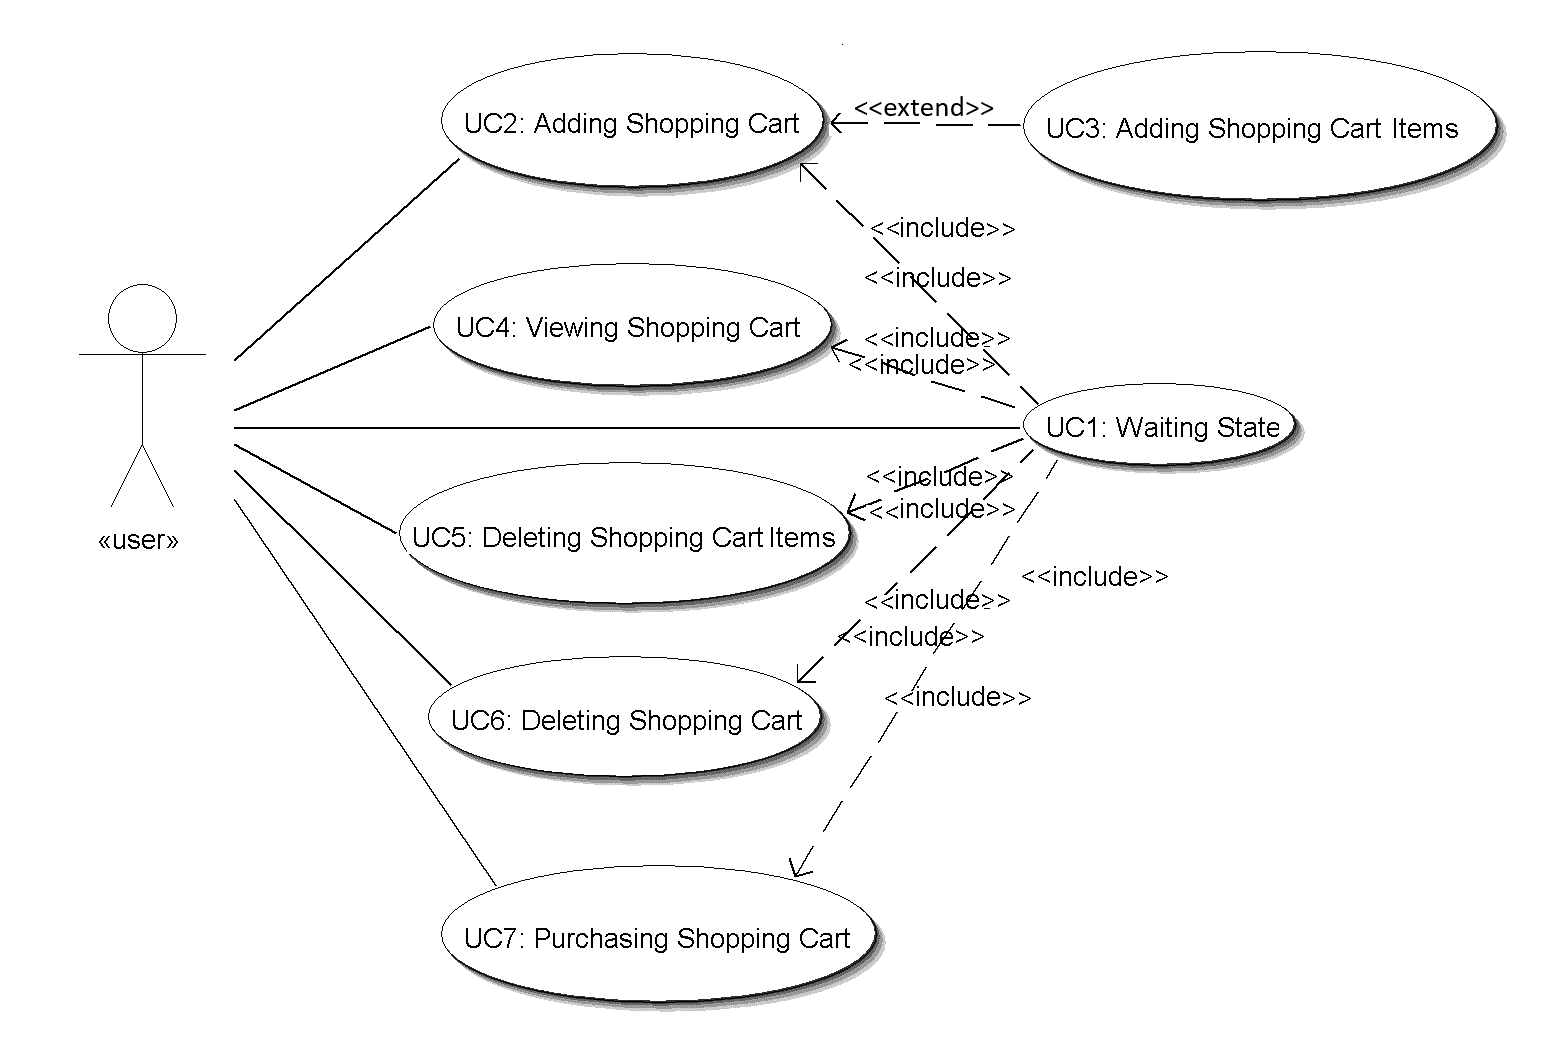 UC2: Adding Shopping Cart
<<extend>>
UC3: Adding Shopping Cart Items
<<include>>
<<include>>
UC4: Viewing Shopping Cart
<<include>>
<<include>>
UC1: Waiting State
<<include>>
<<include>>
UC5: Deleting Shopping Cart Items
«user»
<<include>>
<<include>>
<<include>>
<<include>>
UC6: Deleting Shopping Cart
UC7: Purchasing Shopping Cart